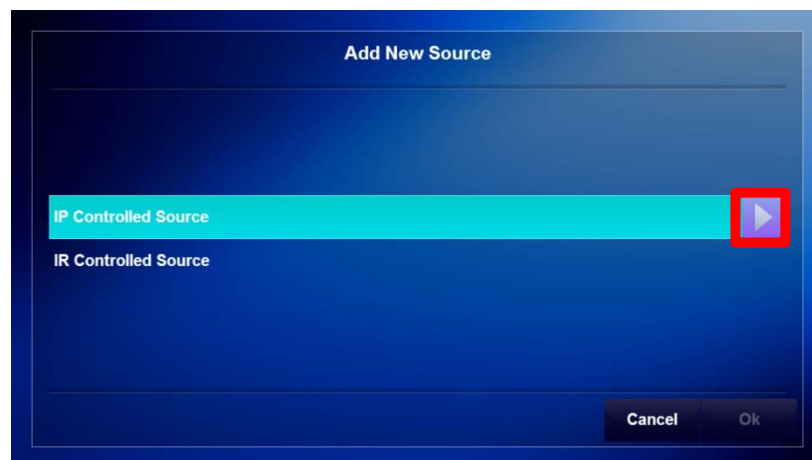 Add New Source
IP Controlled Source
IR Controlled Source
Cancel Ok